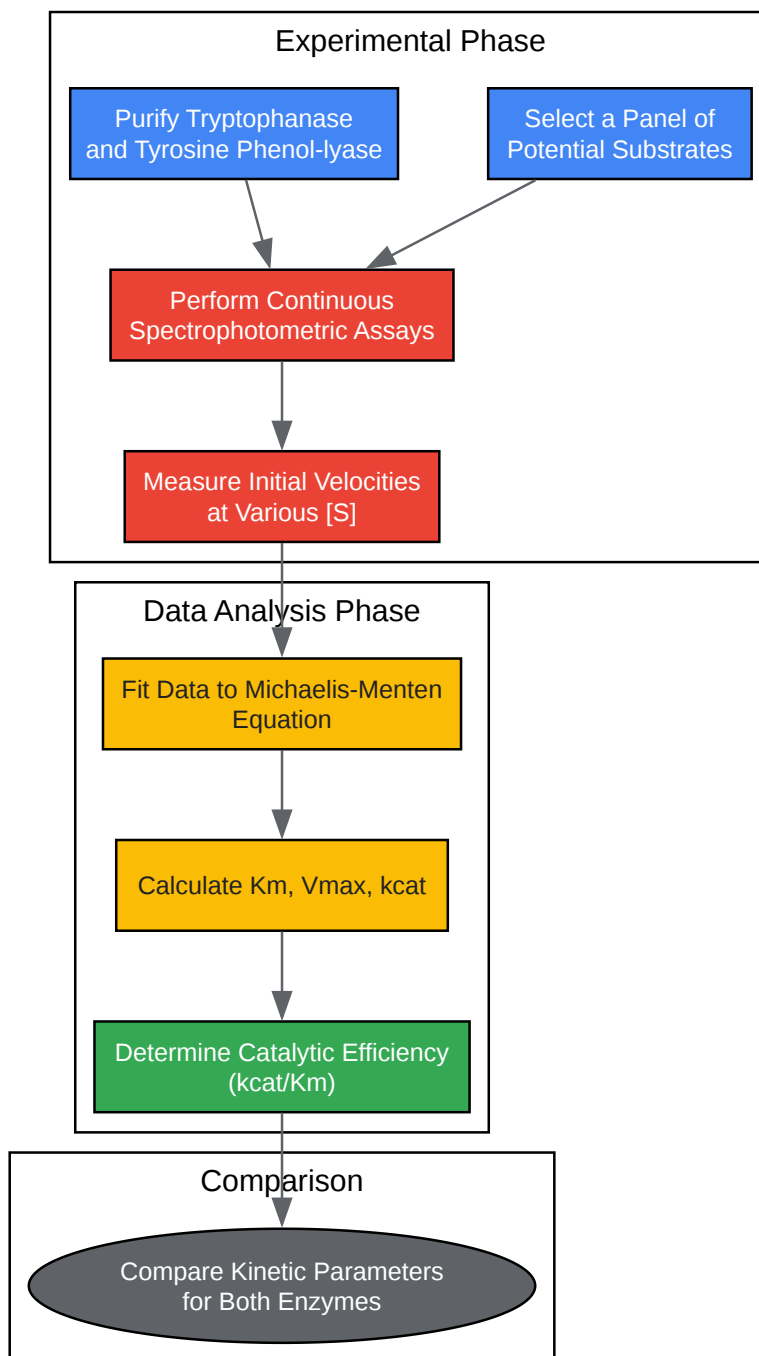 Experimental Phase
Purify Tryptophanase
and Tyrosine Phenol-lyase
Select a Panel of
Potential Substrates
Perform Continuous
Spectrophotometric Assays
Measure Initial Velocities
at Various [S]
Data Analysis Phase
Fit Data to Michaelis-Menten
Equation
Calculate Km, Vmax, kcat
Determine Catalytic Efficiency
(kcat/Km)
Comparison
Compare Kinetic Parameters
for Both Enzymes